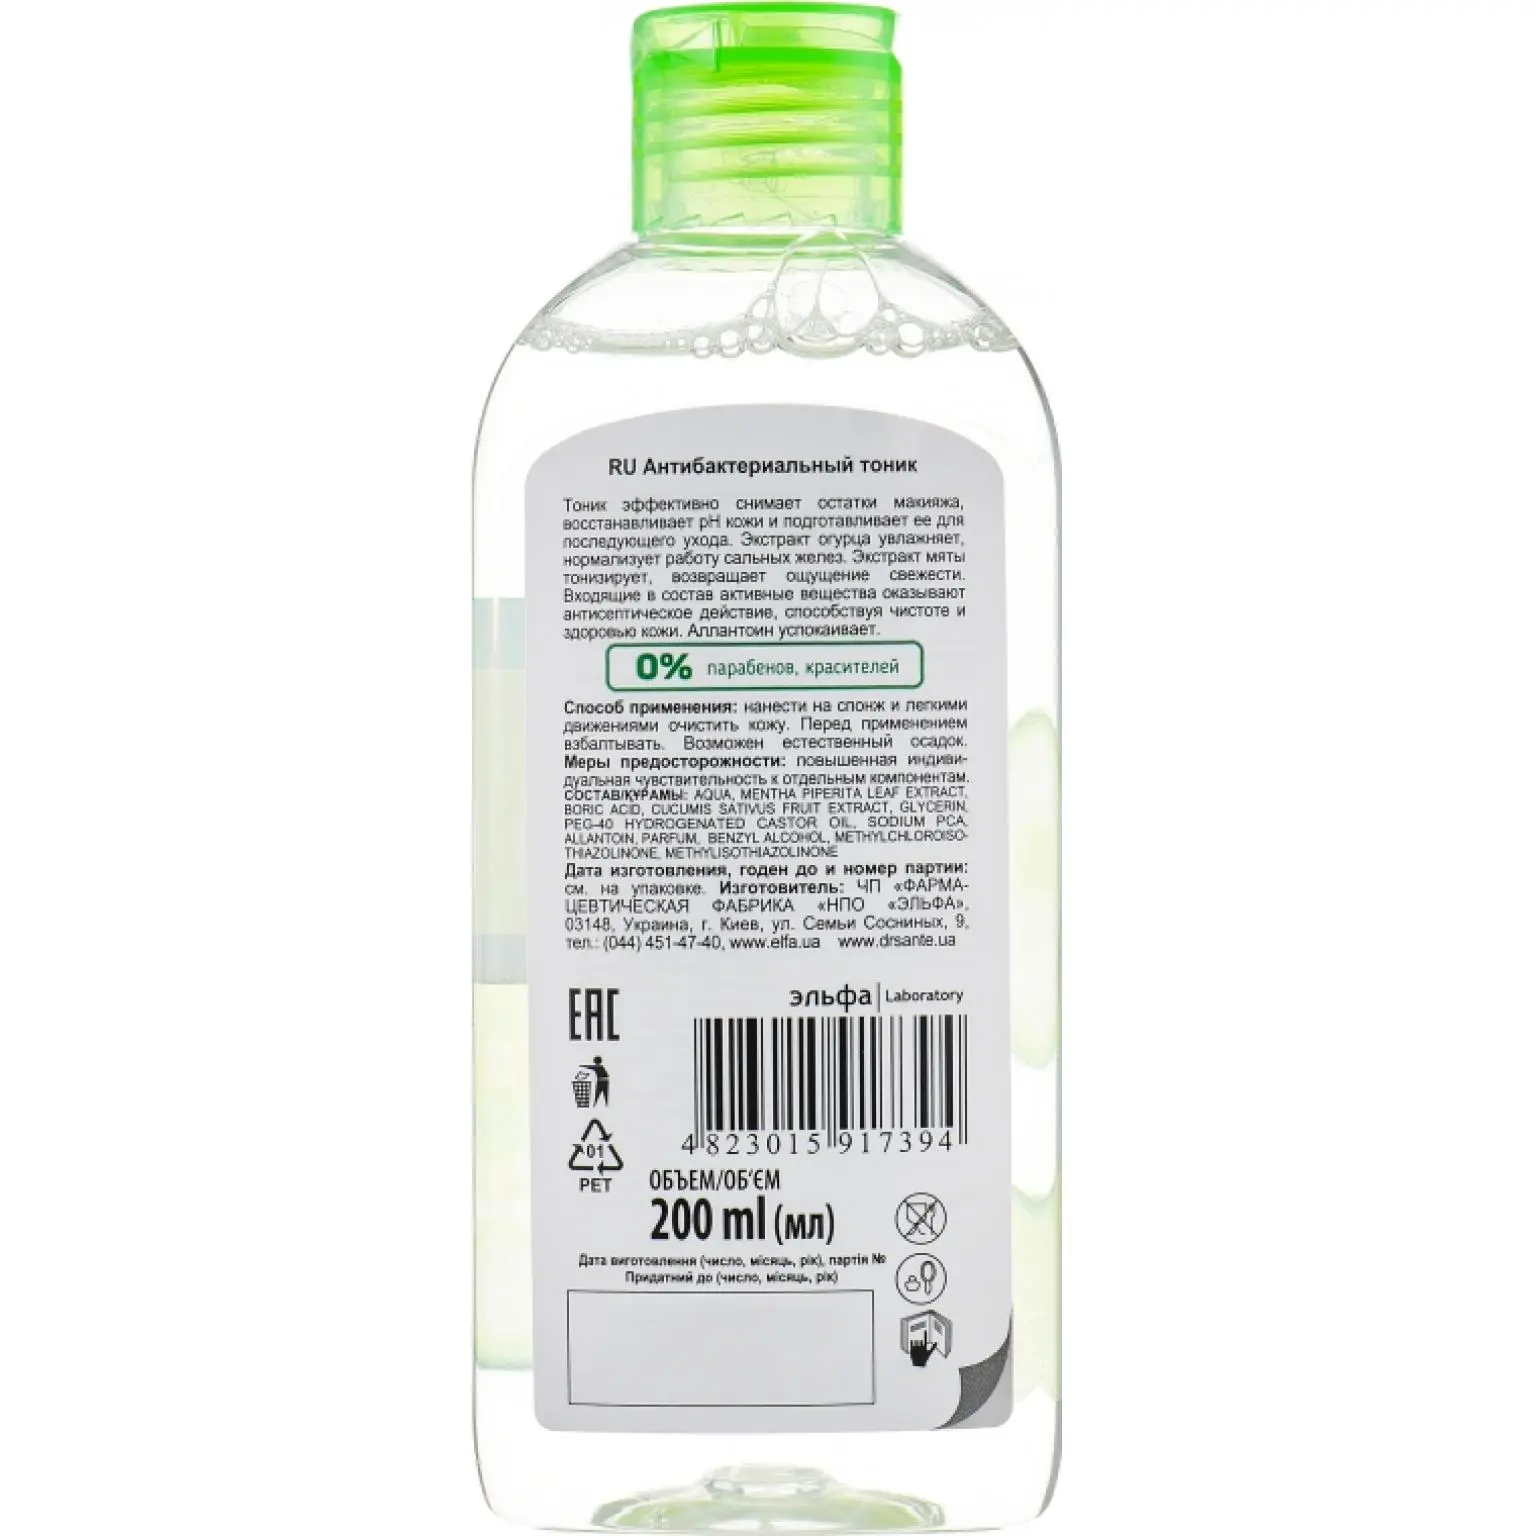 RU Антибактериальный тоник
Тоник эффективно снимает остатки макияжа,
восстанавливает pH кожи и подготавливает ее для
последующего ухода. Экстракт огурца увлажняет,
нормализует работу сальных желез. Экстракт мяты
тонизирует, возвращает ощущение свежести.
Входящие в состав активные вещества оказывают
антисептическое действие, способствуя чистоте и
здоровью кожи. Аллантоин успокаивает.
0% парабенов, красителей
Способ применения: нанести на спонж и легкими
движениями очистить кожу. Перед применением
взбалтывать. Возможен естественный осадок.
Меры предосторожности: повышенная индиви-
дуальная чувствительность к отдельным компонентам.
СОСТАВ/ҚҰРАМЫ: AQUA, MENTHA PIPERITA LEAF EXTRACT,
BORIC ACID, CUCUMIS SATIVUS FRUIT EXTRACT, GLYCERIN,
PEG-40 HYDROGENATED CASTOR OIL, SODIUM PCA,
ALLANTOIN, PARFUM, BENZYL ALCOHOL, METHYLCHLOROISO-
THIAZOLINONE, METHYLISOTHIAZOLINONE
Дата изготовления, годен до и номер партии:
см. на упаковке. Изготовитель: ЧП «ФАРМА-
ЦЕВТИЧЕСКАЯ ФАБРИКА «НПО «ЭЛЬФА»,
03148, Украина, г. Киев, ул. Семьи Сосниных, 9,
тел.: (044) 451-47-40, www.elfa.ua www.drsante.ua
EAC
эльфа | Laboratory
4 823015 917394
01
PET
ОБЪЕМ/ОБ'ЄМ
200 ml (мл)
Дата виготовлення (число, місяць, рік), партія №
Придатний до (число, місяць, рік)